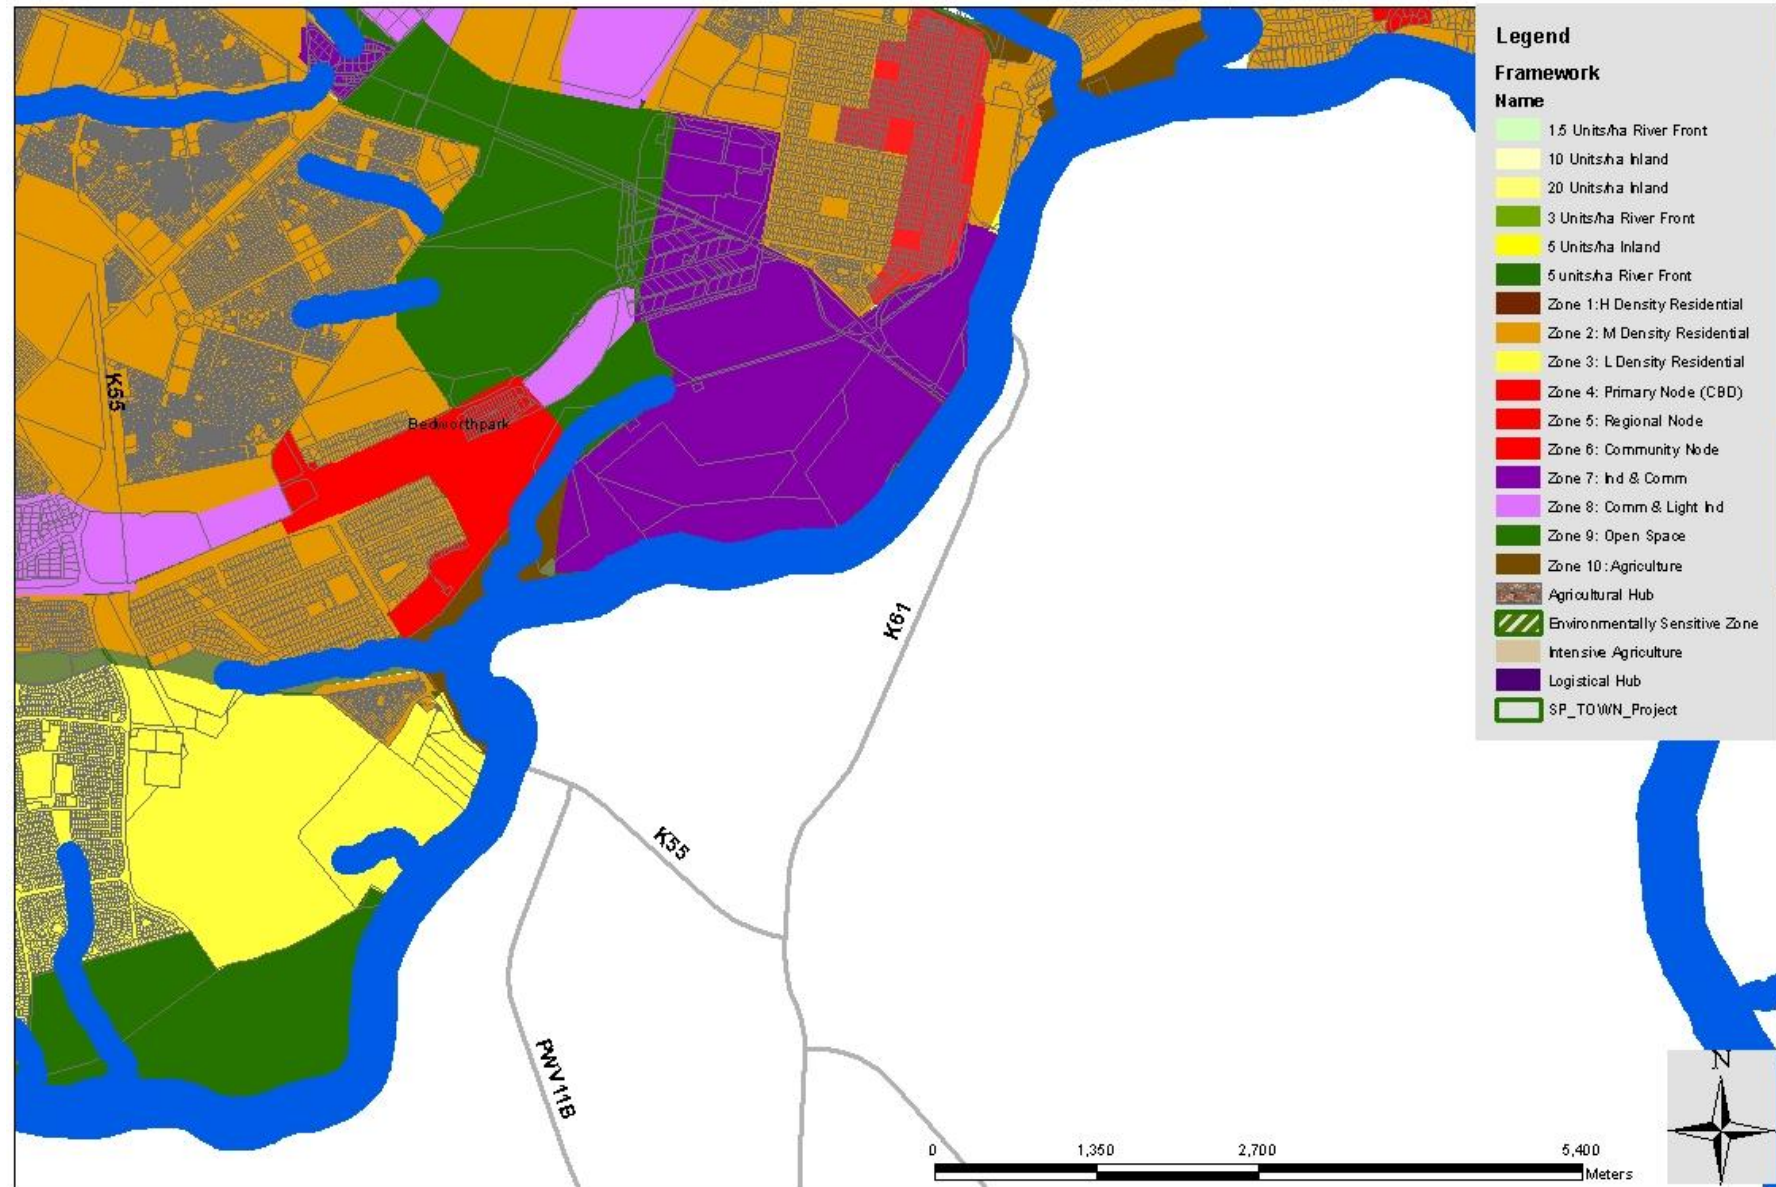 Legend
Framework
Name
1.5 Units/ha River Front
10 Units/ha Inland
20 Units/ha Inland
3 Units/ha River Front
5 Units/ha Inland
5 units/ha River Front
Zone 1: H Density Residential
Zone 2: M Density Residential
Zone 3: L Density Residential
Zone 4: Primary Node (CBD)
Zone 5: Regional Node
Zone 6: Community Node
Zone 7: Ind & Comm
Zone 8: Comm & Light Ind
Zone 9: Open Space
Zone 10: Agriculture
Agricultural Hub
Environmentally Sensitive Zone
Intensive Agriculture
Logistical Hub
SP_TOWN_Project
K55
Bedworthpark
K61
K55
PWV11B
N
0 1,350 2,700 5,400
Meters